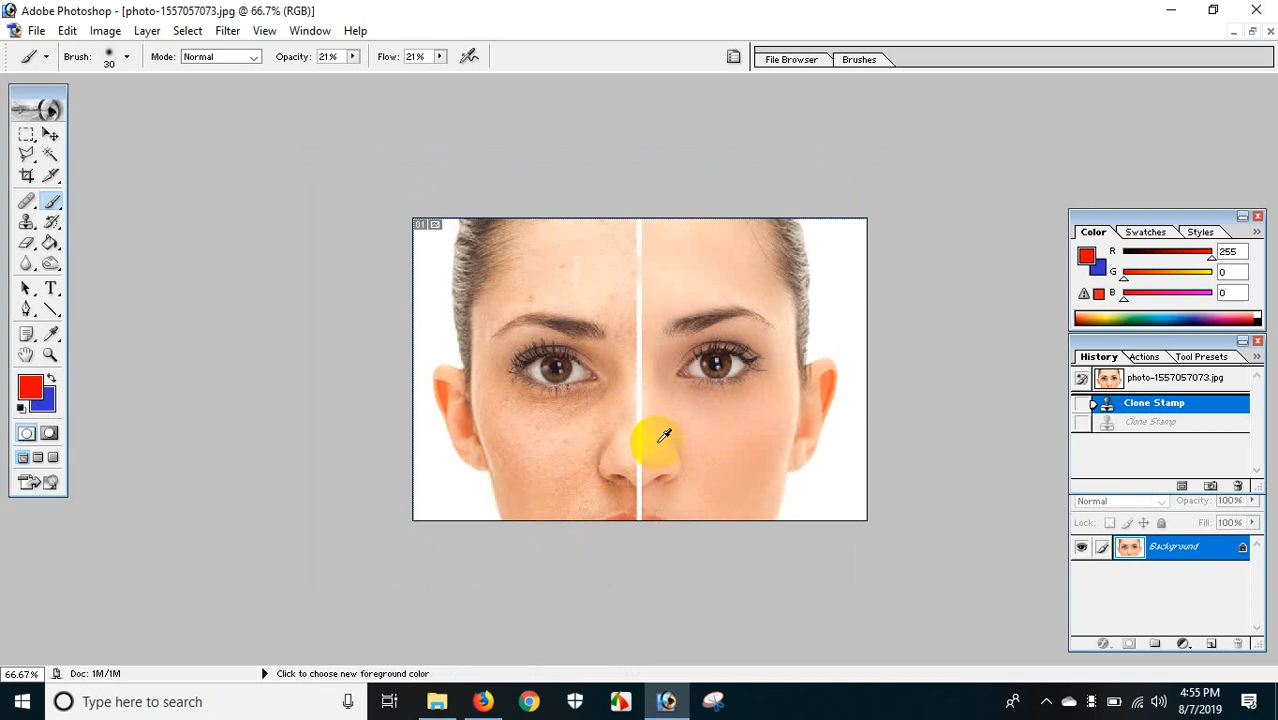 Adobe Photoshop - [photo-1557057073.jpg @ 66.7% (RGB)]
File Edit Image Layer Select Filter View Window Help
Brush: 30 Mode: Normal Opacity: 21% Flow: 21% File Browser Brushes
01
Color Swatches Styles
R 255
G 0
B 0
History Actions Tool Presets
photo-1557057073.jpg
Clone Stamp
Clone Stamp
Normal Opacity: 100%
Lock: Fill: 100%
Background
66.67% Doc: 1M/1M Click to choose new foreground color
Type here to search
4:55 PM
8/7/2019